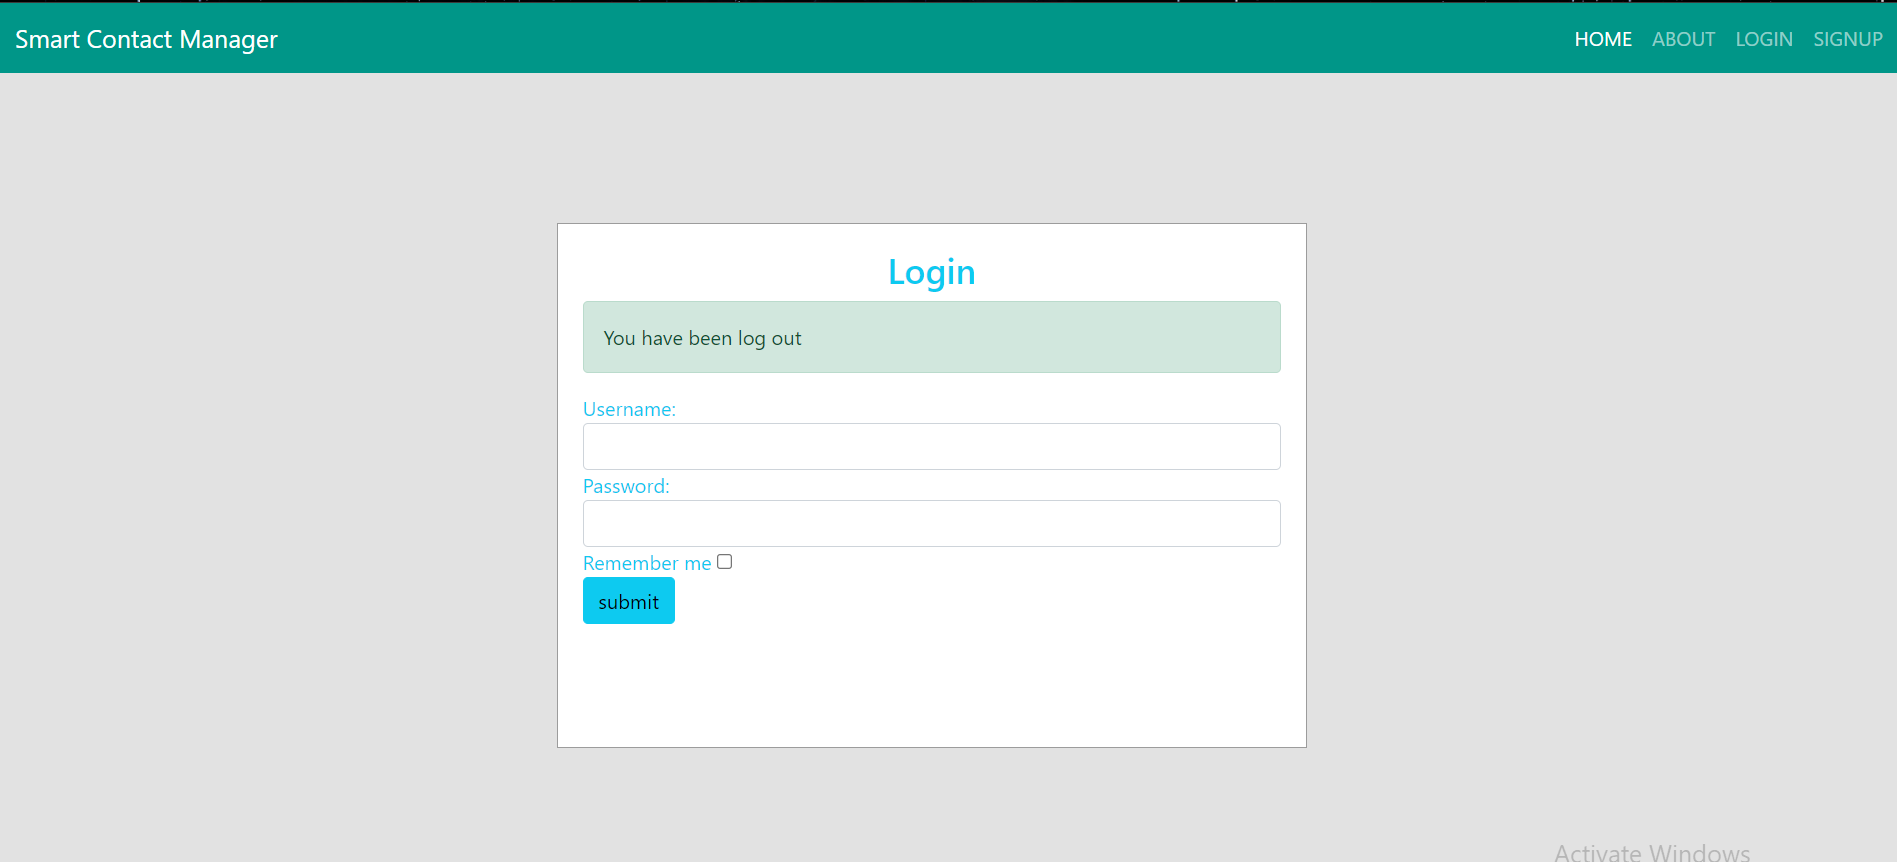 Smart Contact Manager
HOME ABOUT LOGIN SIGNUP
Login
You have been log out
Username:
Password:
Remember me
submit
Activate Windows